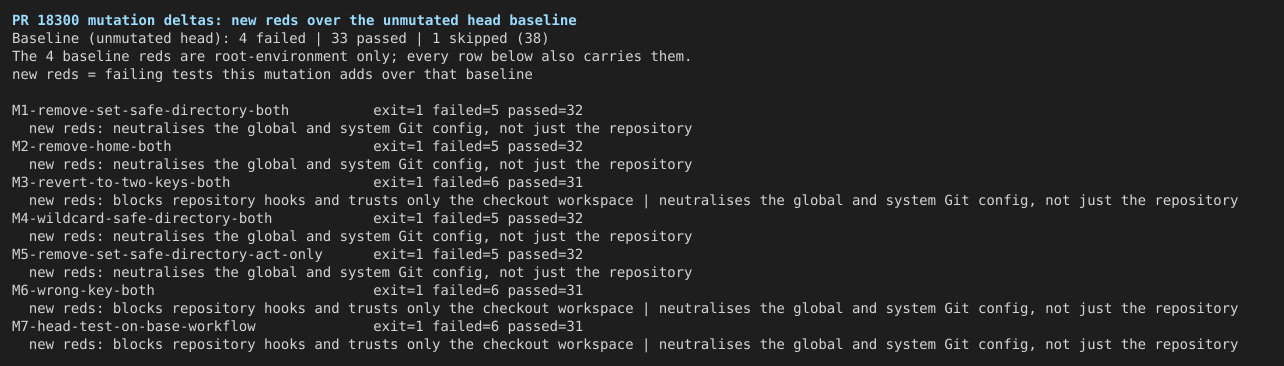 PR 18300 mutation deltas: new reds over the unmutated head baseline
Baseline (unmutated head): 4 failed | 33 passed | 1 skipped (38)
The 4 baseline reds are root-environment only; every row below also carries them.
new reds = failing tests this mutation adds over that baseline
M1-remove-set-safe-directory-both exit=1 failed=5 passed=32
new reds: neutralises the global and system Git config, not just the repository
M2-remove-home-both exit=1 failed=5 passed=32
new reds: neutralises the global and system Git config, not just the repository
M3-revert-to-two-keys-both exit=1 failed=6 passed=31
new reds: blocks repository hooks and trusts only the checkout workspace | neutralises the global and system Git config, not just the repository
M4-wildcard-safe-directory-both exit=1 failed=5 passed=32
new reds: neutralises the global and system Git config, not just the repository
M5-remove-set-safe-directory-act-only exit=1 failed=5 passed=32
new reds: neutralises the global and system Git config, not just the repository
M6-wrong-key-both exit=1 failed=6 passed=31
new reds: blocks repository hooks and trusts only the checkout workspace | neutralises the global and system Git config, not just the repository
M7-head-test-on-base-workflow exit=1 failed=6 passed=31
new reds: blocks repository hooks and trusts only the checkout workspace | neutralises the global and system Git config, not just the repository